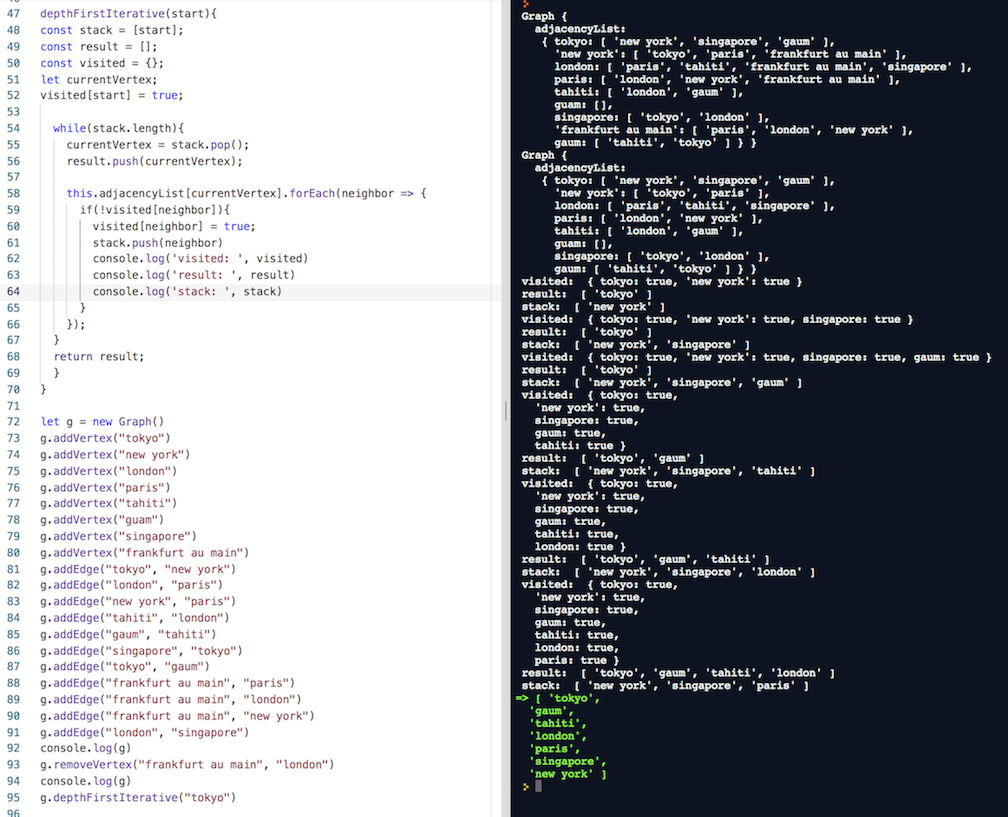 47 depthFirstIterative(start){
48 const stack = [start];
49 const result = [];
50 const visited = {};
51 let currentVertex;
52 visited[start] = true;
53
54 while(stack.length){
55 currentVertex = stack.pop();
56 result.push(currentVertex);
57
58 this.adjacencyList[currentVertex].forEach(neighbor => {
59 if(!visited[neighbor]){
60 visited[neighbor] = true;
61 stack.push(neighbor)
62 console.log('visited: ', visited)
63 console.log('result: ', result)
64 console.log('stack: ', stack)
65 }
66 });
67 }
68 return result;
69 }
70 }
71
72 let g = new Graph()
73 g.addVertex("tokyo")
74 g.addVertex("new york")
75 g.addVertex("london")
76 g.addVertex("paris")
77 g.addVertex("tahiti")
78 g.addVertex("guam")
79 g.addVertex("singapore")
80 g.addVertex("frankfurt au main")
81 g.addEdge("tokyo", "new york")
82 g.addEdge("london", "paris")
83 g.addEdge("new york", "paris")
84 g.addEdge("tahiti", "london")
85 g.addEdge("gaum", "tahiti")
86 g.addEdge("singapore", "tokyo")
87 g.addEdge("tokyo", "gaum")
88 g.addEdge("frankfurt au main", "paris")
89 g.addEdge("frankfurt au main", "london")
90 g.addEdge("frankfurt au main", "new york")
91 g.addEdge("london", "singapore")
92 console.log(g)
93 g.removeVertex("frankfurt au main", "london")
94 console.log(g)
95 g.depthFirstIterative("tokyo")
96
Graph {
adjacencyList:
{ tokyo: [ 'new york', 'singapore', 'gaum' ],
'new york': [ 'tokyo', 'paris', 'frankfurt au main' ],
london: [ 'paris', 'tahiti', 'frankfurt au main', 'singapore' ],
paris: [ 'london', 'new york', 'frankfurt au main' ],
tahiti: [ 'london', 'gaum' ],
guam: [],
singapore: [ 'tokyo', 'london' ],
'frankfurt au main': [ 'paris', 'london', 'new york' ],
gaum: [ 'tahiti', 'tokyo' ] } }
Graph {
adjacencyList:
{ tokyo: [ 'new york', 'singapore', 'gaum' ],
'new york': [ 'tokyo', 'paris' ],
london: [ 'paris', 'tahiti', 'singapore' ],
paris: [ 'london', 'new york' ],
tahiti: [ 'london', 'gaum' ],
guam: [],
singapore: [ 'tokyo', 'london' ],
gaum: [ 'tahiti', 'tokyo' ] } }
visited: { tokyo: true, 'new york': true }
result: [ 'tokyo' ]
stack: [ 'new york' ]
visited: { tokyo: true, 'new york': true, singapore: true }
result: [ 'tokyo' ]
stack: [ 'new york', 'singapore' ]
visited: { tokyo: true, 'new york': true, singapore: true, gaum: true }
result: [ 'tokyo' ]
stack: [ 'new york', 'singapore', 'gaum' ]
visited: { tokyo: true,
'new york': true,
singapore: true,
gaum: true,
tahiti: true }
result: [ 'tokyo', 'gaum' ]
stack: [ 'new york', 'singapore', 'tahiti' ]
visited: { tokyo: true,
'new york': true,
singapore: true,
gaum: true,
tahiti: true,
london: true }
result: [ 'tokyo', 'gaum', 'tahiti' ]
stack: [ 'new york', 'singapore', 'london' ]
visited: { tokyo: true,
'new york': true,
singapore: true,
gaum: true,
tahiti: true,
london: true,
paris: true }
result: [ 'tokyo', 'gaum', 'tahiti', 'london' ]
stack: [ 'new york', 'singapore', 'paris' ]
=> [ 'tokyo',
'gaum',
'tahiti',
'london',
'paris',
'singapore',
'new york' ]